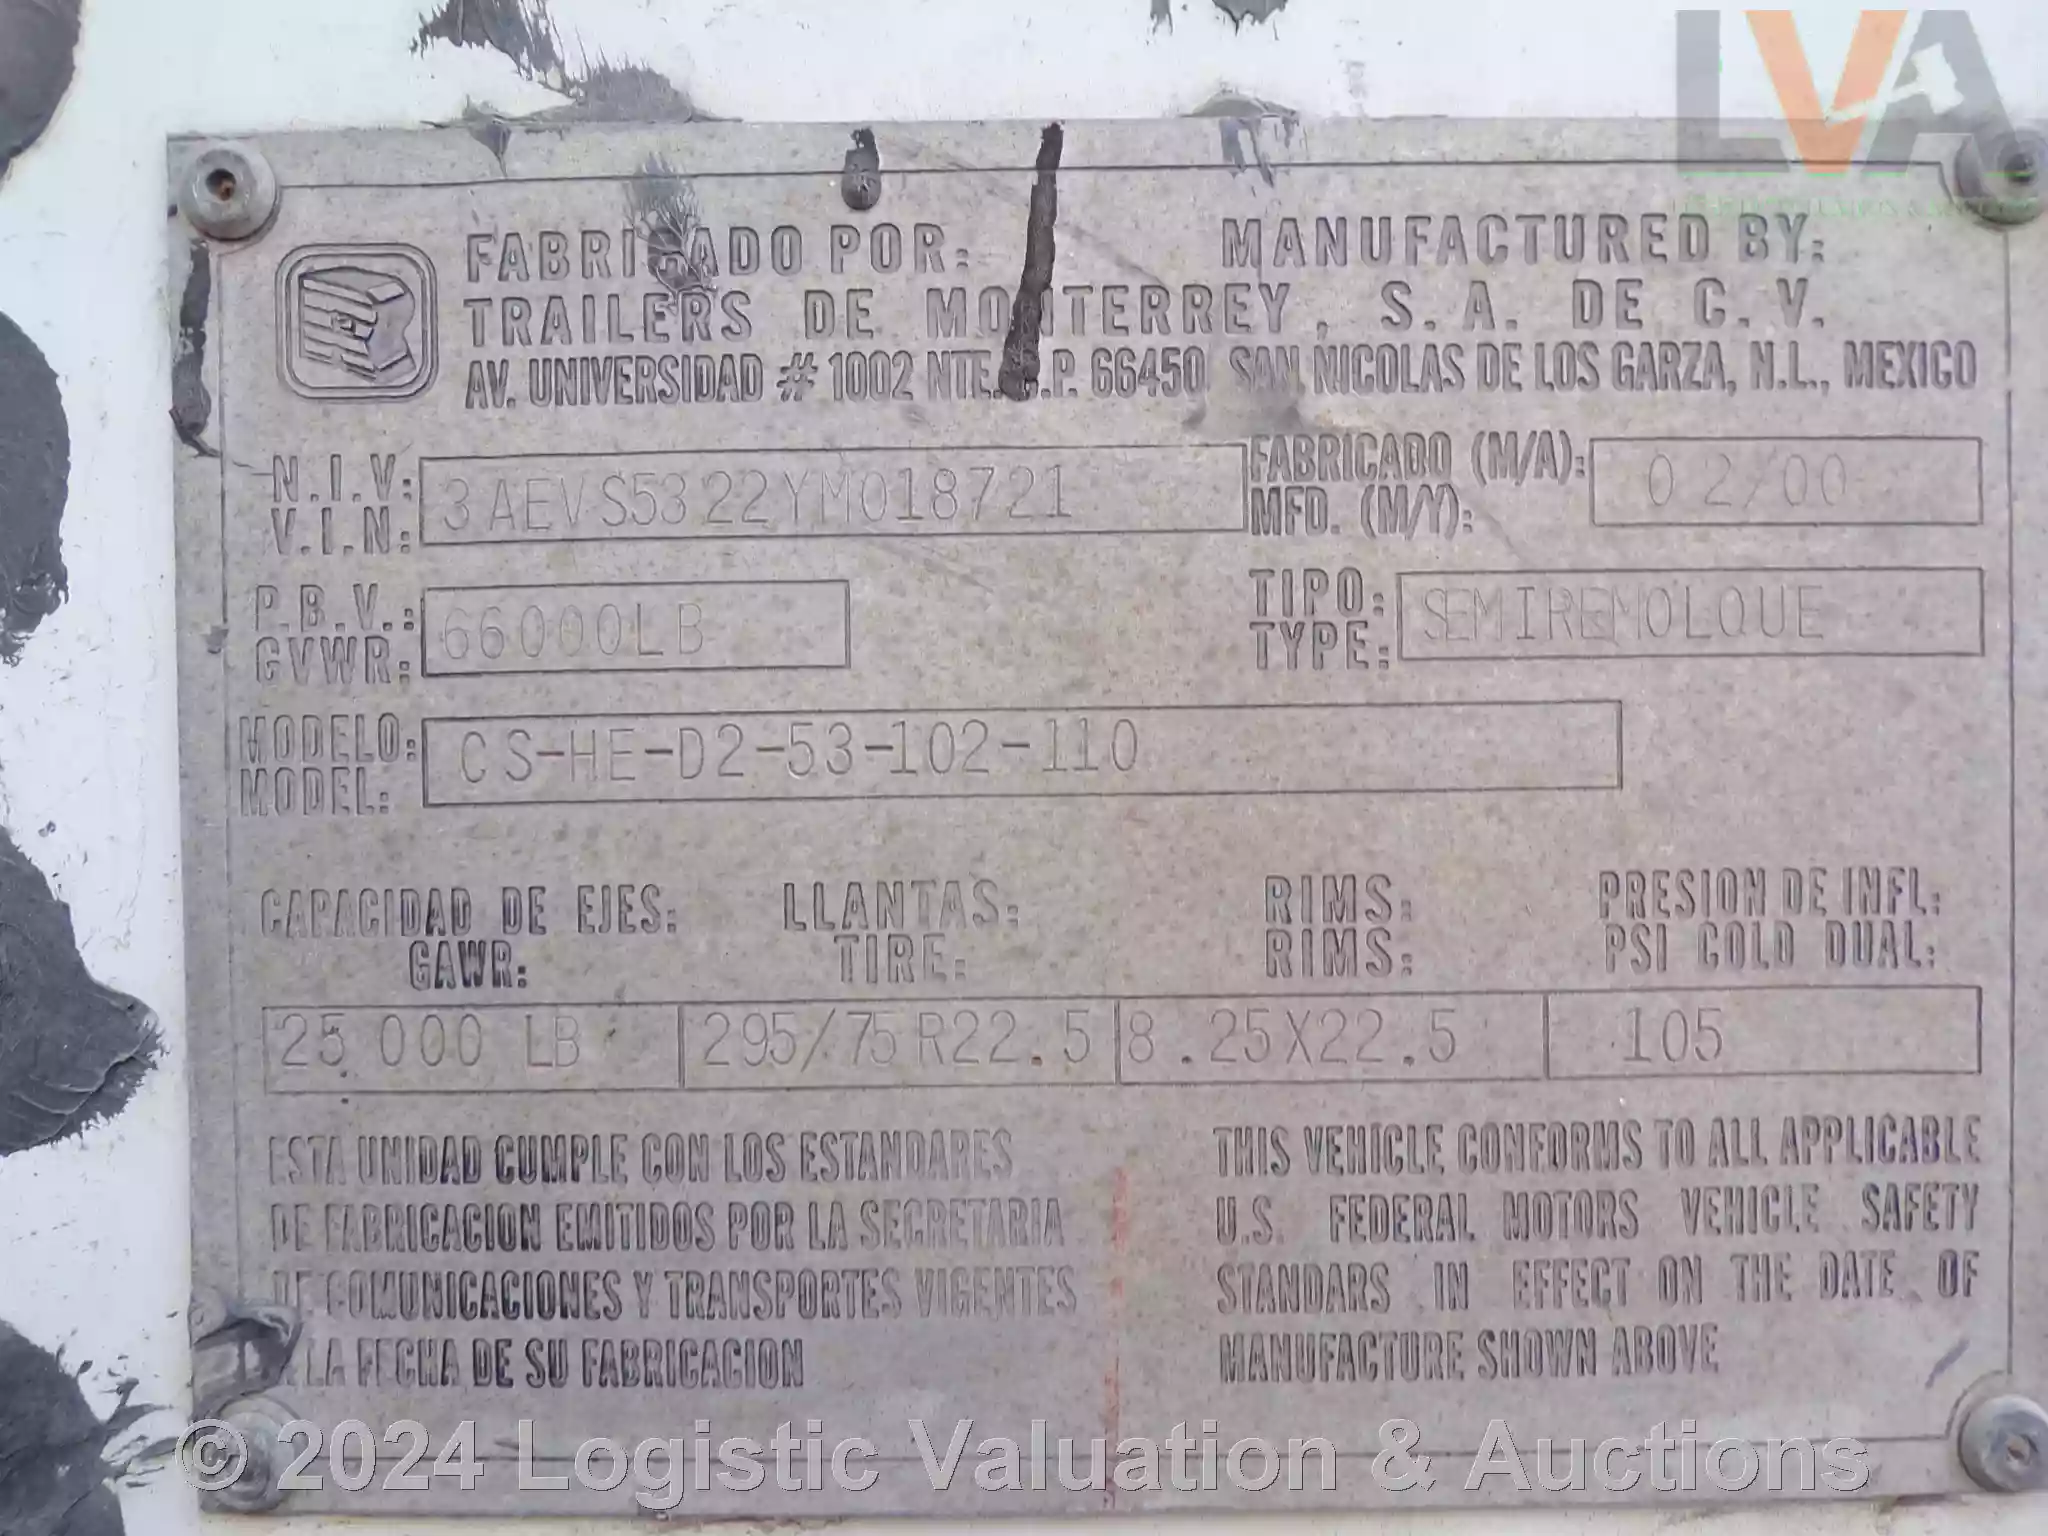 LVA
FABRICADO POR: MANUFACTURED BY:
TRAILERS DE MONTERREY, S.A. DE C.V.
AV. UNIVERSIDAD # 1002 NTE. C.P. 66450 SAN NICOLAS DE LOS GARZA, N.L., MEXICO
N.I.V.: 3AEVS5322YM018721 FABRICADO (M/A): 02/00
V.I.N.: MFD. (M/Y):
P.B.V.: 66000LB TIPO: SEMIREMOLQUE
GVWR: TYPE:
MODELO: CS-HE-D2-53-102-110
MODEL:
CAPACIDAD DE EJES: LLANTAS: RIMS: PRESION DE INFL:
GAWR: TIRE: RIMS: PSI COLD DUAL:
25.000 LB 295/75R22.5 8.25X22.5 105
ESTA UNIDAD CUMPLE CON LOS ESTANDARES
DE FABRICACION EMITIDOS POR LA SECRETARIA
DE COMUNICACIONES Y TRANSPORTES VIGENTES
LA FECHA DE SU FABRICACION
THIS VEHICLE CONFORMS TO ALL APPLICABLE
U.S. FEDERAL MOTORS VEHICLE SAFETY
STANDARS IN EFFECT ON THE DATE OF
MANUFACTURE SHOWN ABOVE
© 2024 Logistic Valuation & Auctions